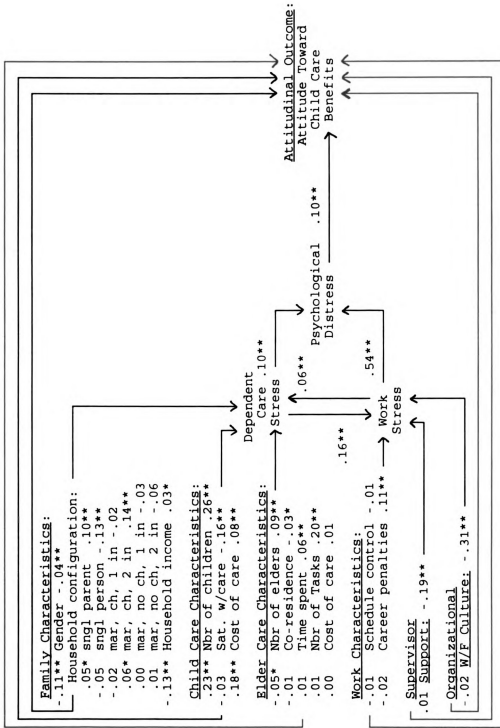 Family Characteristics:
-.11** Gender -.04**
Household configuration:
.05* sngl parent .10**
-.05 sngl person -.13**
-.02 mar, ch, 1 in -.02
.06* mar, ch, 2 in .14**
.00 mar, no ch, 1 in -.03
.01 mar, no ch, 2 in -.06
-.13** Household income .03*
Child Care Characteristics:
.23** Nbr of children .26**
-.03 Sat. w/care -.16**
.18** Cost of care .08**
Elder Care Characteristics:
-.05* Nbr of elders .09**
-.01 Co-residence -.03*
.01 Time spent .06**
.01 Nbr of Tasks .20**
.00 Cost of care .01
Work Characteristics:
-.01 Schedule control -.01
-.02 Career penalties .11**
Supervisor
.01 Support: -.19**
Organizational
-.02 W/F Culture: -.31**
Dependent
Care .10**
Stress
.06**
.16**
.54**
Work
Stress
Psychological .10**
Distress
Attitudinal Outcome:
Attitude Toward
Child Care
Benefits